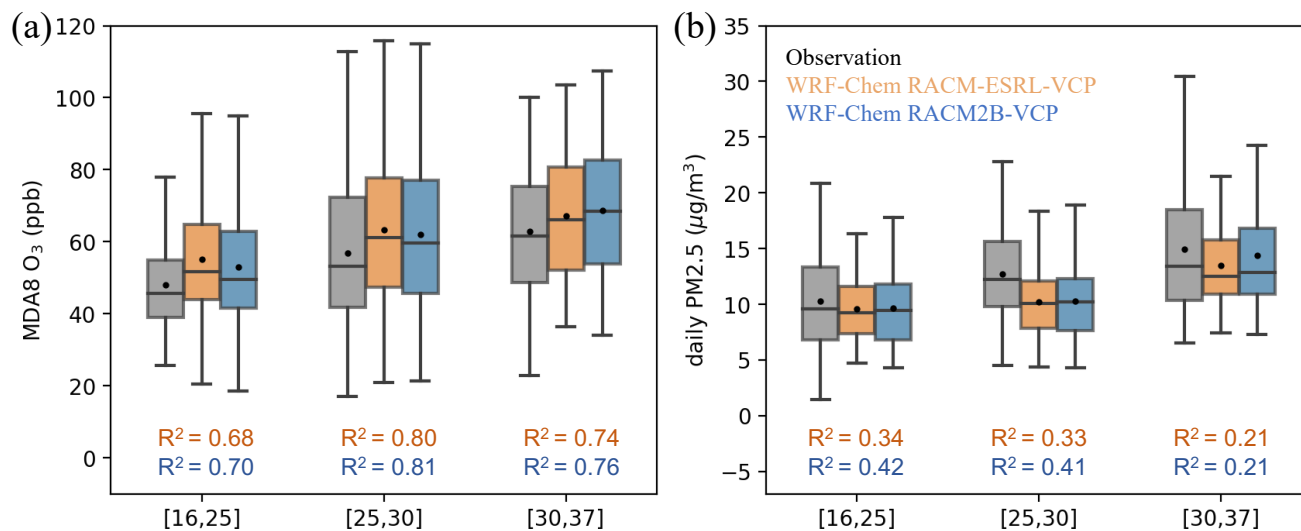 (a)
120
100
80
60
40
20
0
MDA8 O₃ (ppb)
R² = 0.68
R² = 0.70
R² = 0.80
R² = 0.81
R² = 0.74
R² = 0.76
[16,25]
[25,30]
[30,37]
(b)
35
30
25
20
15
10
5
0
−5
daily PM2.5 (μg/m³)
Observation
WRF-Chem RACM-ESRL-VCP
WRF-Chem RACM2B-VCP
R² = 0.34
R² = 0.42
R² = 0.33
R² = 0.41
R² = 0.21
R² = 0.21
[16,25]
[25,30]
[30,37]